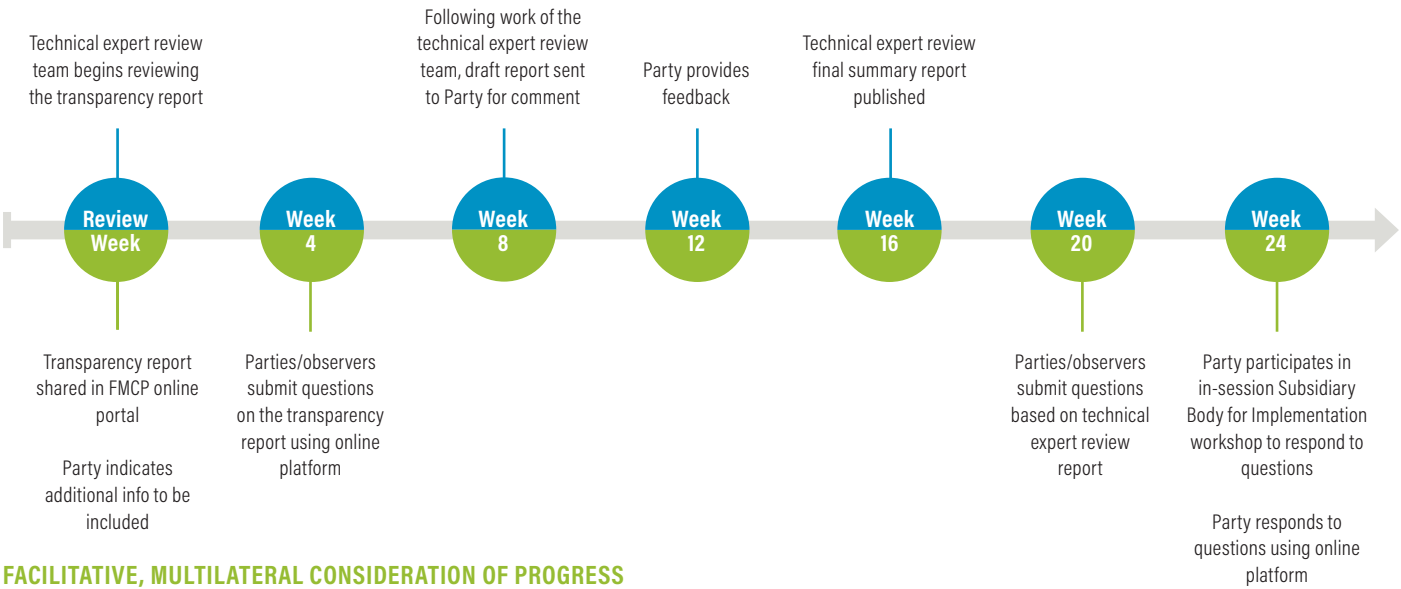 Technical expert review
team begins reviewing
the transparency report
Following work of the
technical expert review
team, draft report sent
to Party for comment
Party provides
feedback
Technical expert review
final summary report
published
Review
Week
Week
4
Week
8
Week
12
Week
16
Week
20
Week
24
Transparency report
shared in FMCP online
portal
Party indicates
additional info to be
included
Parties/observers
submit questions
on the transparency
report using online
platform
Parties/observers
submit questions
based on technical
expert review
report
Party participates in
in-session Subsidiary
Body for Implementation
workshop to respond to
questions
Party responds to
questions using online
platform
FACILITATIVE, MULTILATERAL CONSIDERATION OF PROGRESS